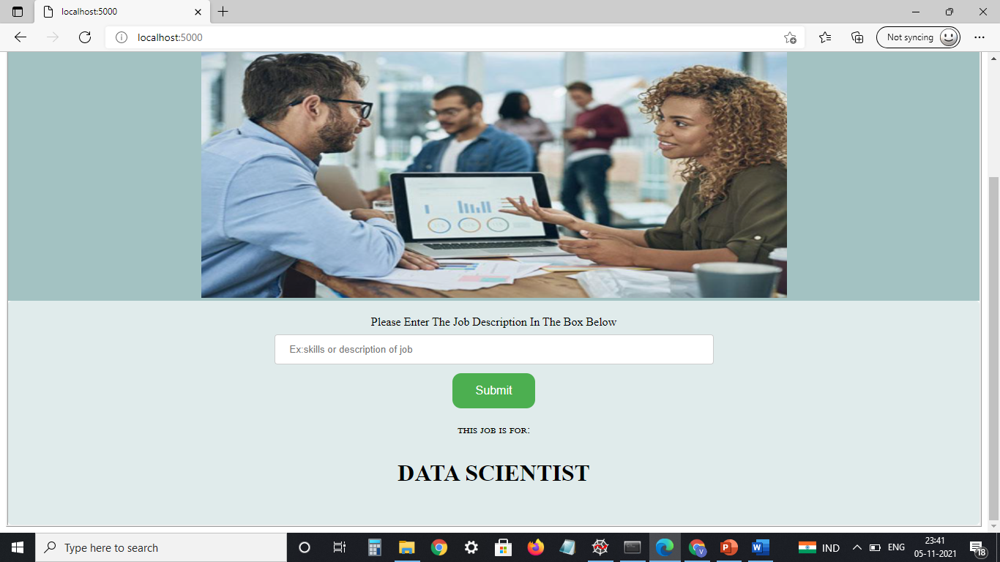 localhost:5000
localhost:5000
Not syncing
Please Enter The Job Description In The Box Below
Ex:skills or description of job
Submit
THIS JOB IS FOR:
DATA SCIENTIST
Type here to search
IND
ENG
23:41
05-11-2021
18